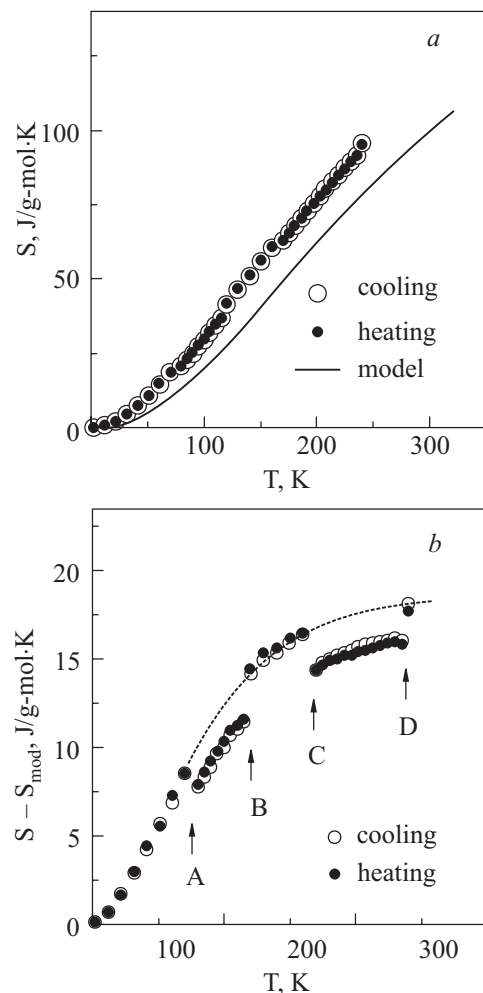 a
100
50
0
S, J/g-mol·K
cooling
heating
model
100 200 300
T, K
b
20
15
10
5
0
S – Smod, J/g-mol·K
A
B
C
D
cooling
heating
100 200 300
T, K